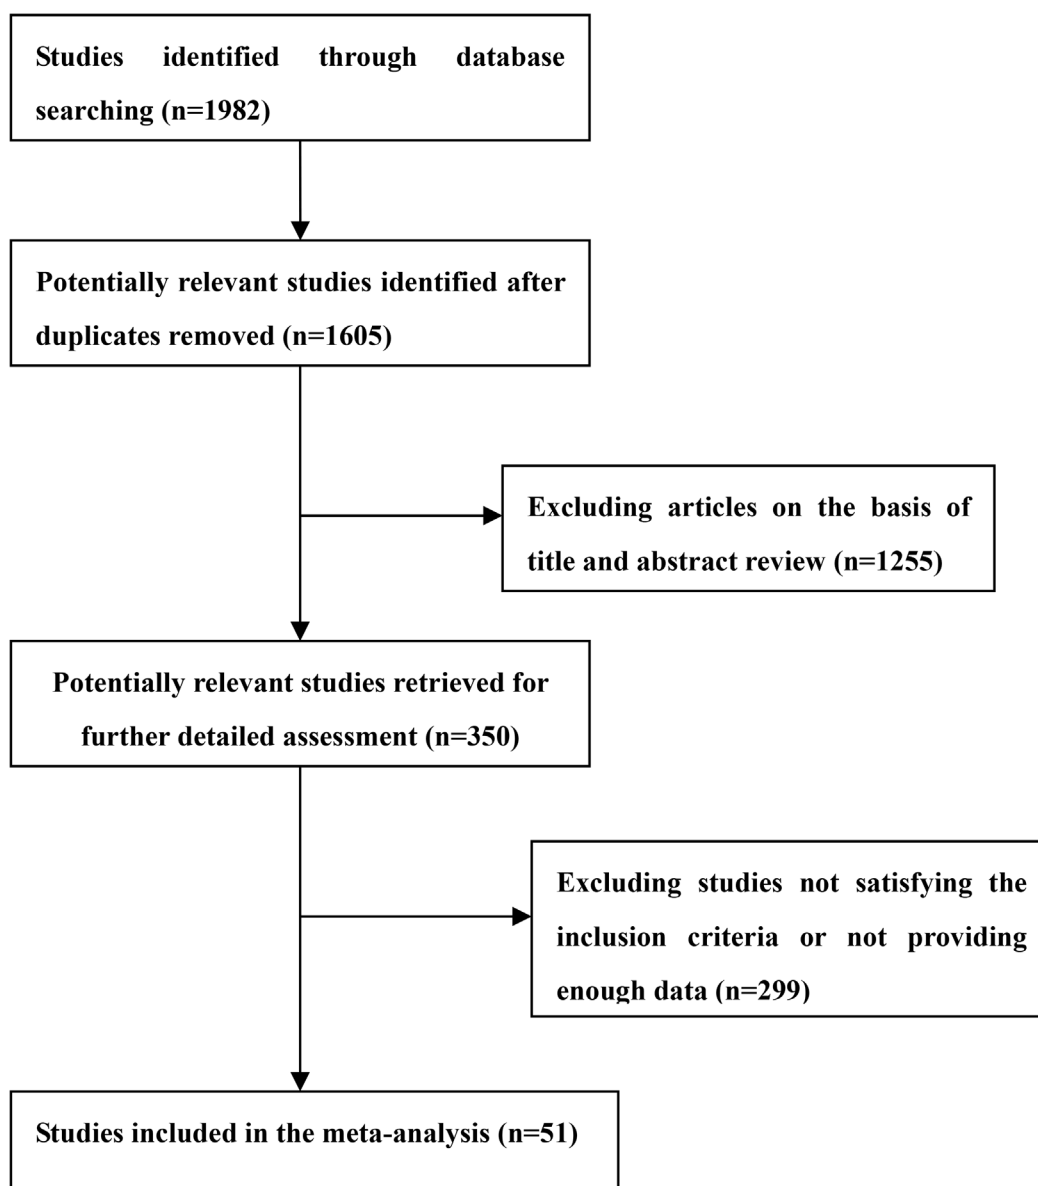 Studies identified through database
searching (n=1982)
Potentially relevant studies identified after
duplicates removed (n=1605)
Excluding articles on the basis of
title and abstract review (n=1255)
Potentially relevant studies retrieved for
further detailed assessment (n=350)
Excluding studies not satisfying the
inclusion criteria or not providing
enough data (n=299)
Studies included in the meta-analysis (n=51)